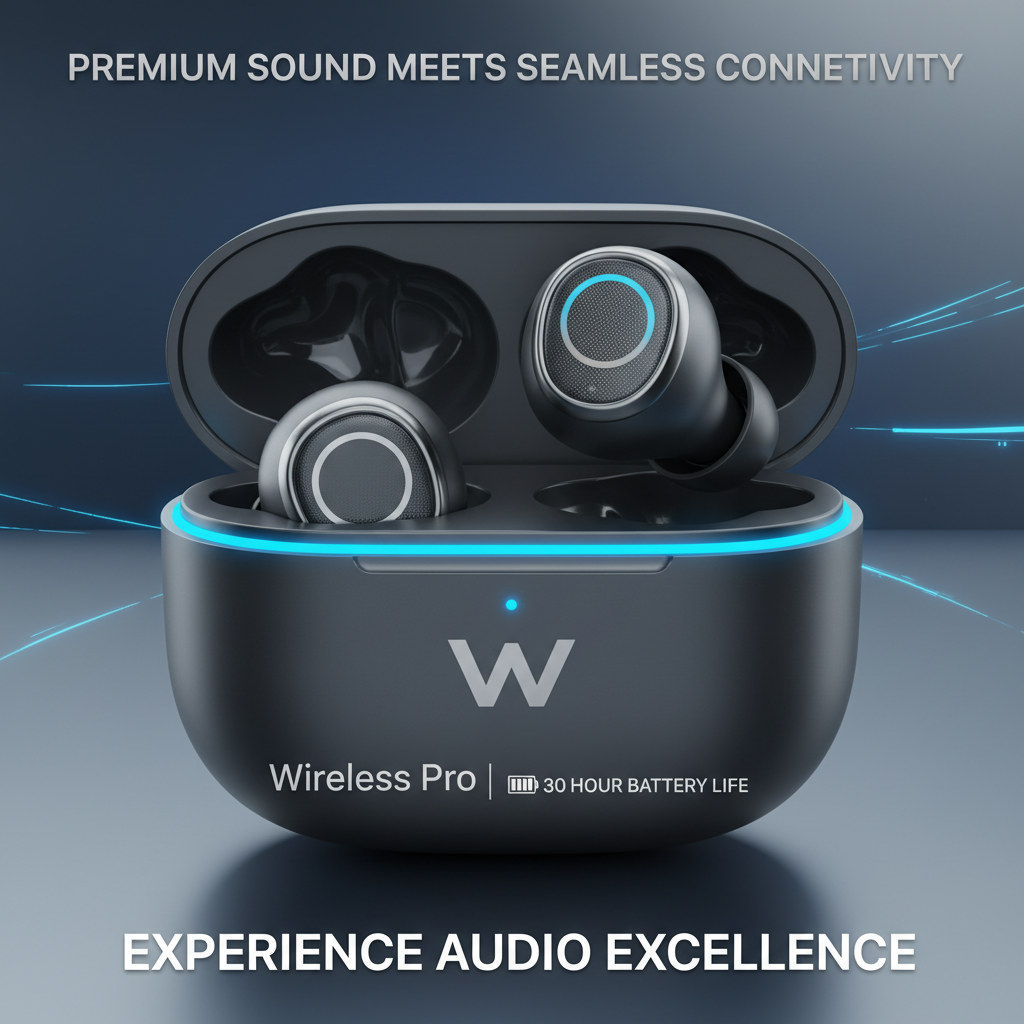 PREMIUM SOUND MEETS SEAMLESS CONNETIVITY
W
Wireless Pro | 30 HOUR BATTERY LIFE
EXPERIENCE AUDIO EXCELLENCE